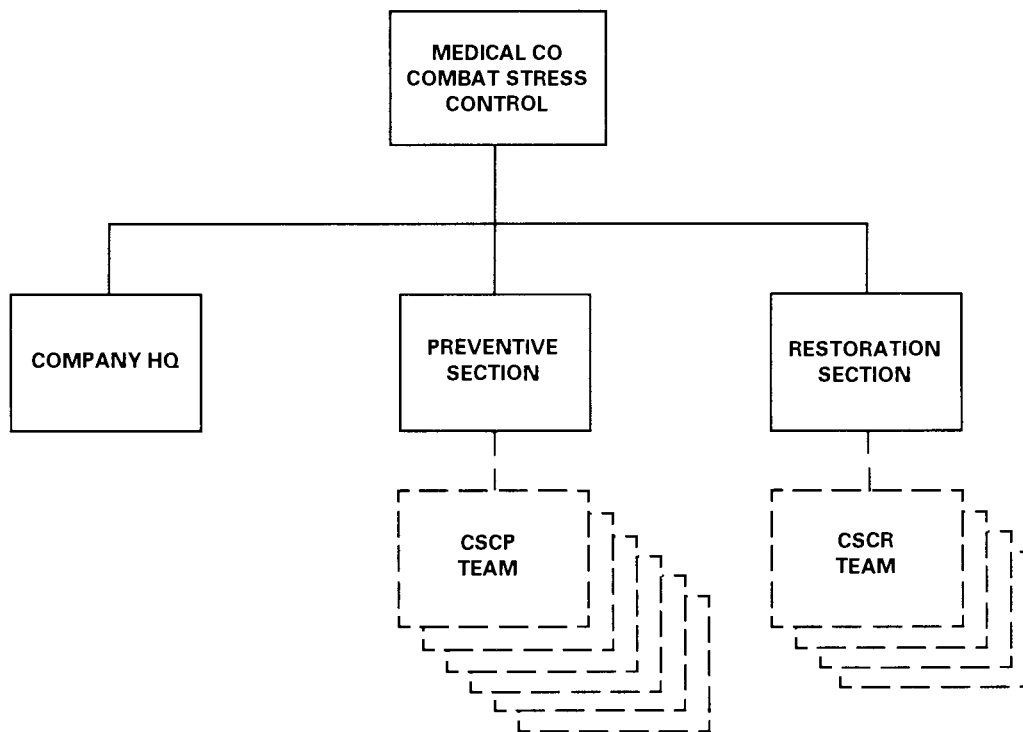 MEDICAL CO
COMBAT STRESS
CONTROL
COMPANY HQ
PREVENTIVE
SECTION
RESTORATION
SECTION
CSCP
TEAM
CSCR
TEAM